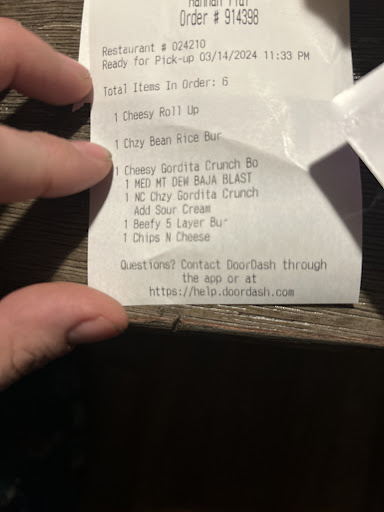 Order # 914398
Restaurant # 024210
Ready for Pick-up 03/14/2024 11:33 PM
Total Items In Order: 6
1 Cheesy Roll Up
1 Chzy Bean Rice Bur
1 Cheesy Gordita Crunch Bo
1 MED MT DEW BAJA BLAST
1 NC Chzy Gordita Crunch
Add Sour Cream
1 Beefy 5 Layer Bur
1 Chips N Cheese
Questions? Contact DoorDash through
the app or at
https://help.doordash.com